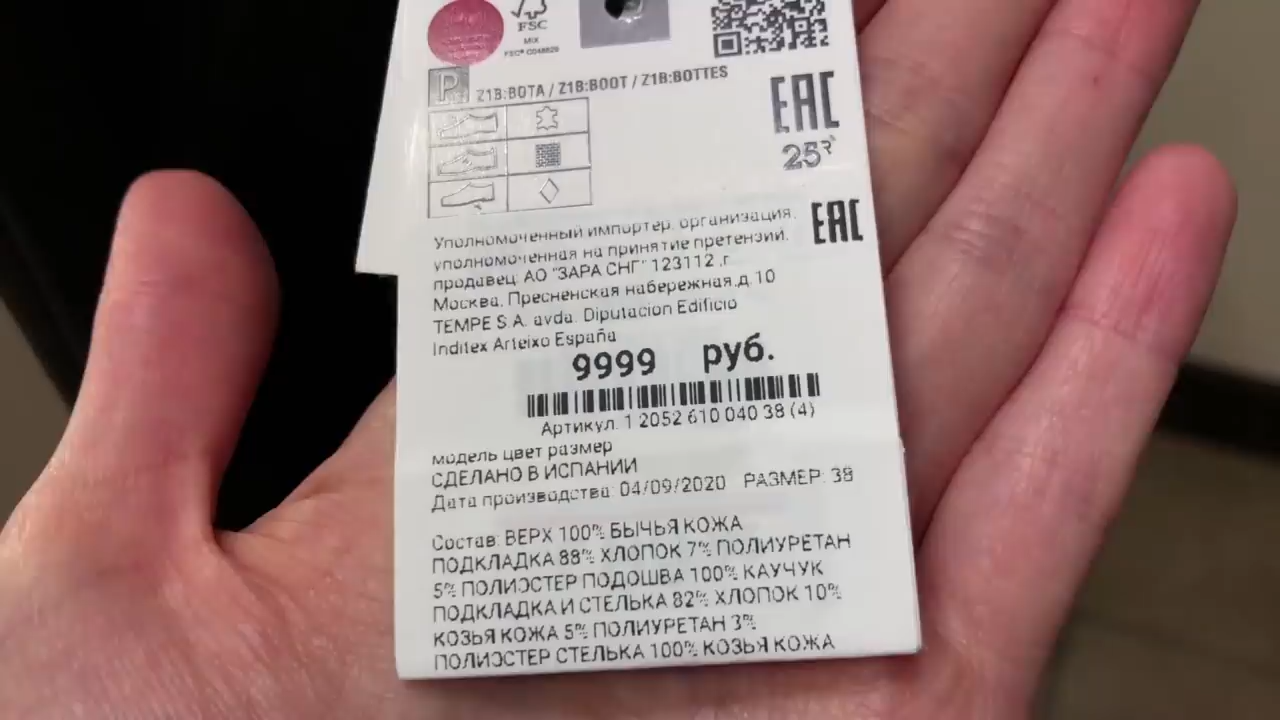 FSC
MIX
P
Z1B:BOTA / Z1B:BOOT / Z1B:BOTTES
EAC
25
EAC
Уполномоченный импортер, организация,
уполномоченная на принятие претензий,
продавец: АО "ЗАРА СНГ" 123112 ,г.
Москва, Пресненская набережная,д.10
TEMPE S.A. avda. Diputacion Edificio
Inditex Arteixo España
9999 руб.
Артикул. 1 2052 610 040 38 (4)
модель цвет размер
СДЕЛАНО В ИСПАНИИ
Дата производства: 04/09/2020 РАЗМЕР: 38
Состав: ВЕРХ 100% БЫЧЬЯ КОЖА
ПОДКЛАДКА 88% ХЛОПОК 7% ПОЛИУРЕТАН
5% ПОЛИЭСТЕР ПОДОШВА 100% КАУЧУК
ПОДКЛАДКА И СТЕЛЬКА 82% ХЛОПОК 10%
КОЗЬЯ КОЖА 5% ПОЛИУРЕТАН 3%
ПОЛИЭСТЕР СТЕЛЬКА 100% КОЗЬЯ КОЖА